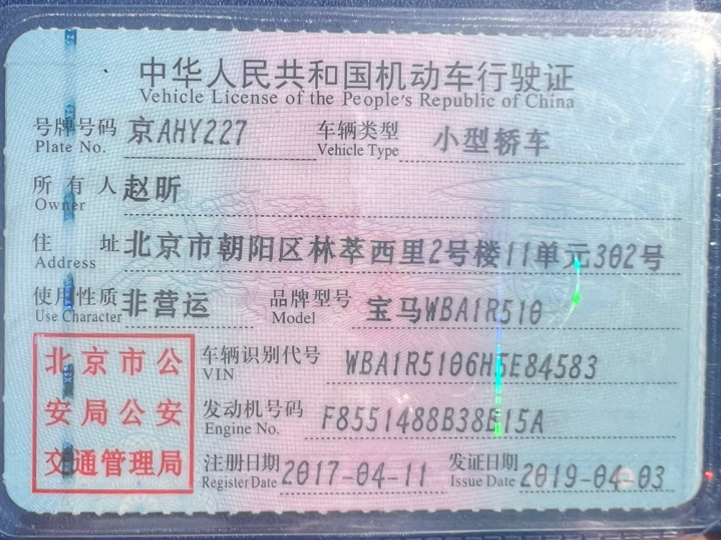 中华人民共和国机动车行驶证
Vehicle License of the People's Republic of China
号牌号码 京AHY227 车辆类型 小型轿车
Plate No. Vehicle Type
所有人 赵昕
Owner
住址 北京市朝阳区林萃西里2号楼11单元302号
Address
使用性质 非营运 品牌型号 宝马WBA1R510
Use Character Model
北京市公安局公安交通管理局
车辆识别代号 WBA1R5106H5E84583
VIN
发动机号码 F8551488B38B15A
Engine No.
注册日期 2017-04-11 发证日期 2019-04-03
Register Date Issue Date